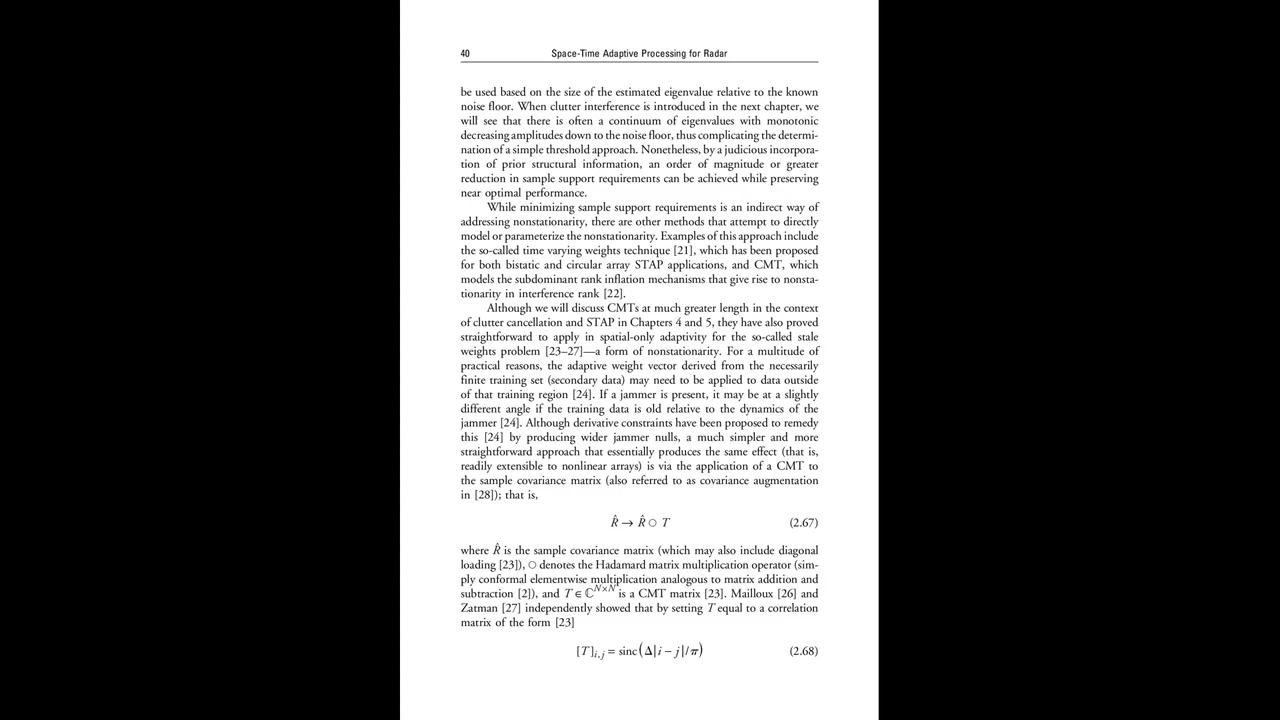 40 Space-Time Adaptive Processing for Radar
be used based on the size of the estimated eigenvalue relative to the known
noise floor. When clutter interference is introduced in the next chapter, we
will see that there is often a continuum of eigenvalues with monotonic
decreasing amplitudes down to the noise floor, thus complicating the determi-
nation of a simple threshold approach. Nonetheless, by a judicious incorpora-
tion of prior structural information, an order of magnitude or greater
reduction in sample support requirements can be achieved while preserving
near optimal performance.
While minimizing sample support requirements is an indirect way of
addressing nonstationarity, there are other methods that attempt to directly
model or parameterize the nonstationarity. Examples of this approach include
the so-called time varying weights technique [21], which has been proposed
for both bistatic and circular array STAP applications, and CMT, which
models the subdominant rank inflation mechanisms that give rise to nonsta-
tionarity in interference rank [22].
Although we will discuss CMTs at much greater length in the context
of clutter cancellation and STAP in Chapters 4 and 5, they have also proved
straightforward to apply in spatial-only adaptivity for the so-called stale
weights problem [23–27]—a form of nonstationarity. For a multitude of
practical reasons, the adaptive weight vector derived from the necessarily
finite training set (secondary data) may need to be applied to data outside
of that training region [24]. If a jammer is present, it may be at a slightly
different angle if the training data is old relative to the dynamics of the
jammer [24]. Although derivative constraints have been proposed to remedy
this [24] by producing wider jammer nulls, a much simpler and more
straightforward approach that essentially produces the same effect (that is,
readily extensible to nonlinear arrays) is via the application of a CMT to
the sample covariance matrix (also referred to as covariance augmentation
in [28]); that is,
R̂ → R̂ ○ T (2.67)
where R̂ is the sample covariance matrix (which may also include diagonal
loading [23]), ○ denotes the Hadamard matrix multiplication operator (sim-
ply conformal elementwise multiplication analogous to matrix addition and
subtraction [2]), and T ∈ ℂ^{N×N} is a CMT matrix [23]. Mailloux [26] and
Zatman [27] independently showed that by setting T equal to a correlation
matrix of the form [23]
[T]_{i,j} = sinc(Δ|i − j|/π) (2.68)